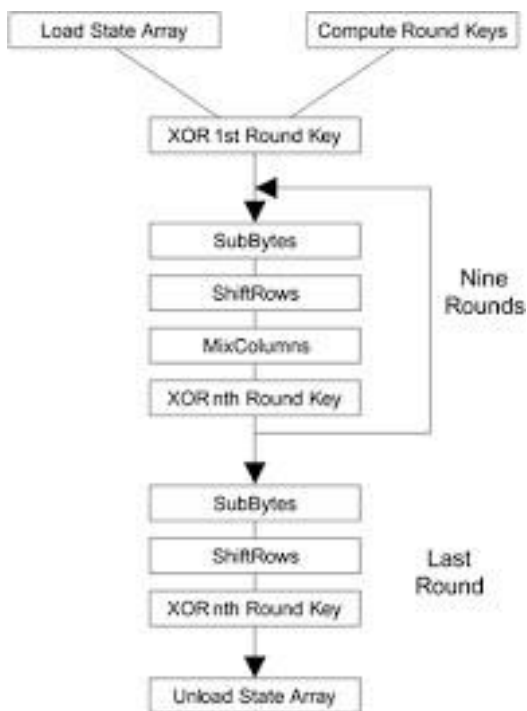 Load State Array
Compute Round Keys
XOR 1st Round Key
SubBytes
ShiftRows
MixColumns
XOR nth Round Key
Nine
Rounds
SubBytes
ShiftRows
XOR nth Round Key
Last
Round
Unload State Array